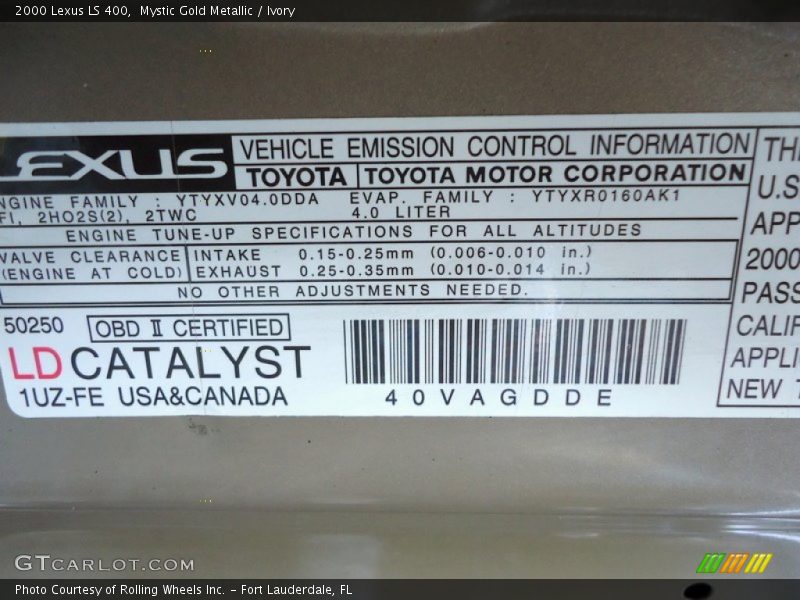 2000 Lexus LS 400, Mystic Gold Metallic / Ivory
LEXUS
VEHICLE EMISSION CONTROL INFORMATION
TOYOTA TOYOTA MOTOR CORPORATION
NGINE FAMILY : YTYXV04.0DDA EVAP. FAMILY : YTYXR0160AK1
FI, 2HO2S(2), 2TWC 4.0 LITER
ENGINE TUNE-UP SPECIFICATIONS FOR ALL ALTITUDES
VALVE CLEARANCE INTAKE 0.15-0.25mm (0.006-0.010 in.)
(ENGINE AT COLD) EXHAUST 0.25-0.35mm (0.010-0.014 in.)
NO OTHER ADJUSTMENTS NEEDED.
50250 OBD II CERTIFIED
LD CATALYST
1UZ-FE USA&CANADA
40VAGDDE
THI
U.S
APP
2000
PASS
CALIF
APPLI
NEW
GTCARLOT.COM
Photo Courtesy of Rolling Wheels Inc. – Fort Lauderdale, FL